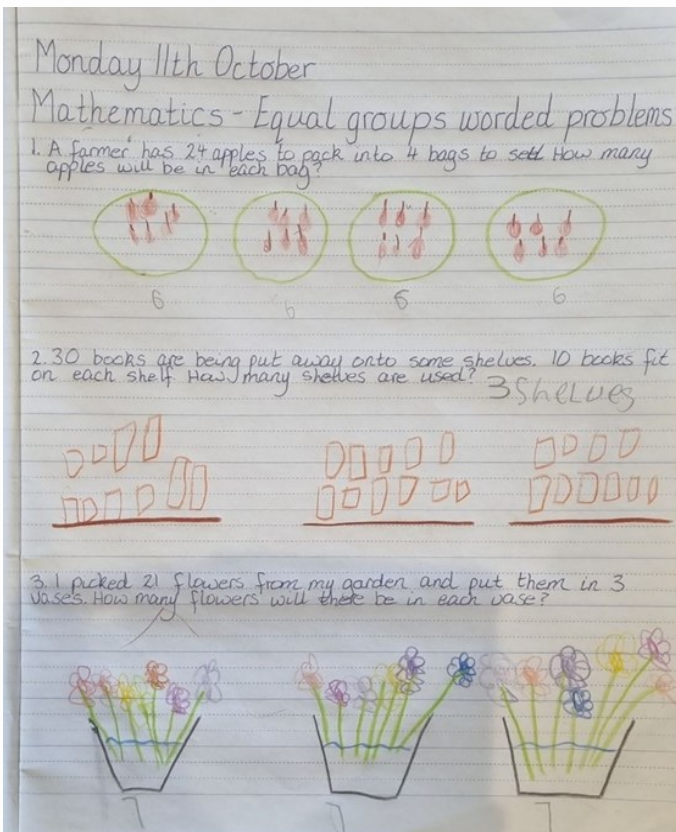 Monday 11th October
Mathematics - Equal groups worded problems
1. A farmer has 24 apples to pack into 4 bags to sell How many
apples will be in each bag?
6 6 6 6
2. 30 books are being put away onto some shelves. 10 books fit
on each shelf How many shelves are used? 3 Shelves
3. I picked 21 flowers from my garden and put them in 3
vases. How many flowers will there be in each vase?
7 7 7